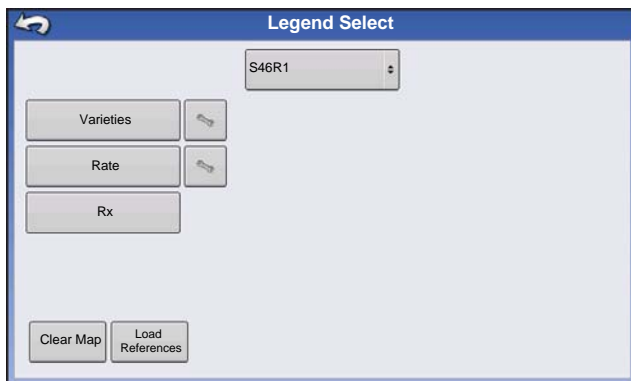 Legend Select
S46R1
Varieties
Rate
Rx
Clear Map
Load
References